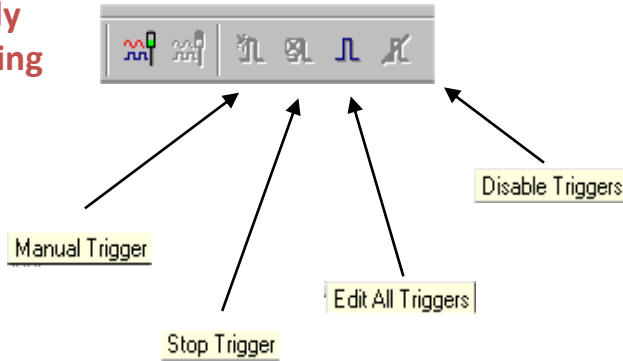 Disable Triggers
Manual Trigger
Edit All Triggers
Stop Trigger